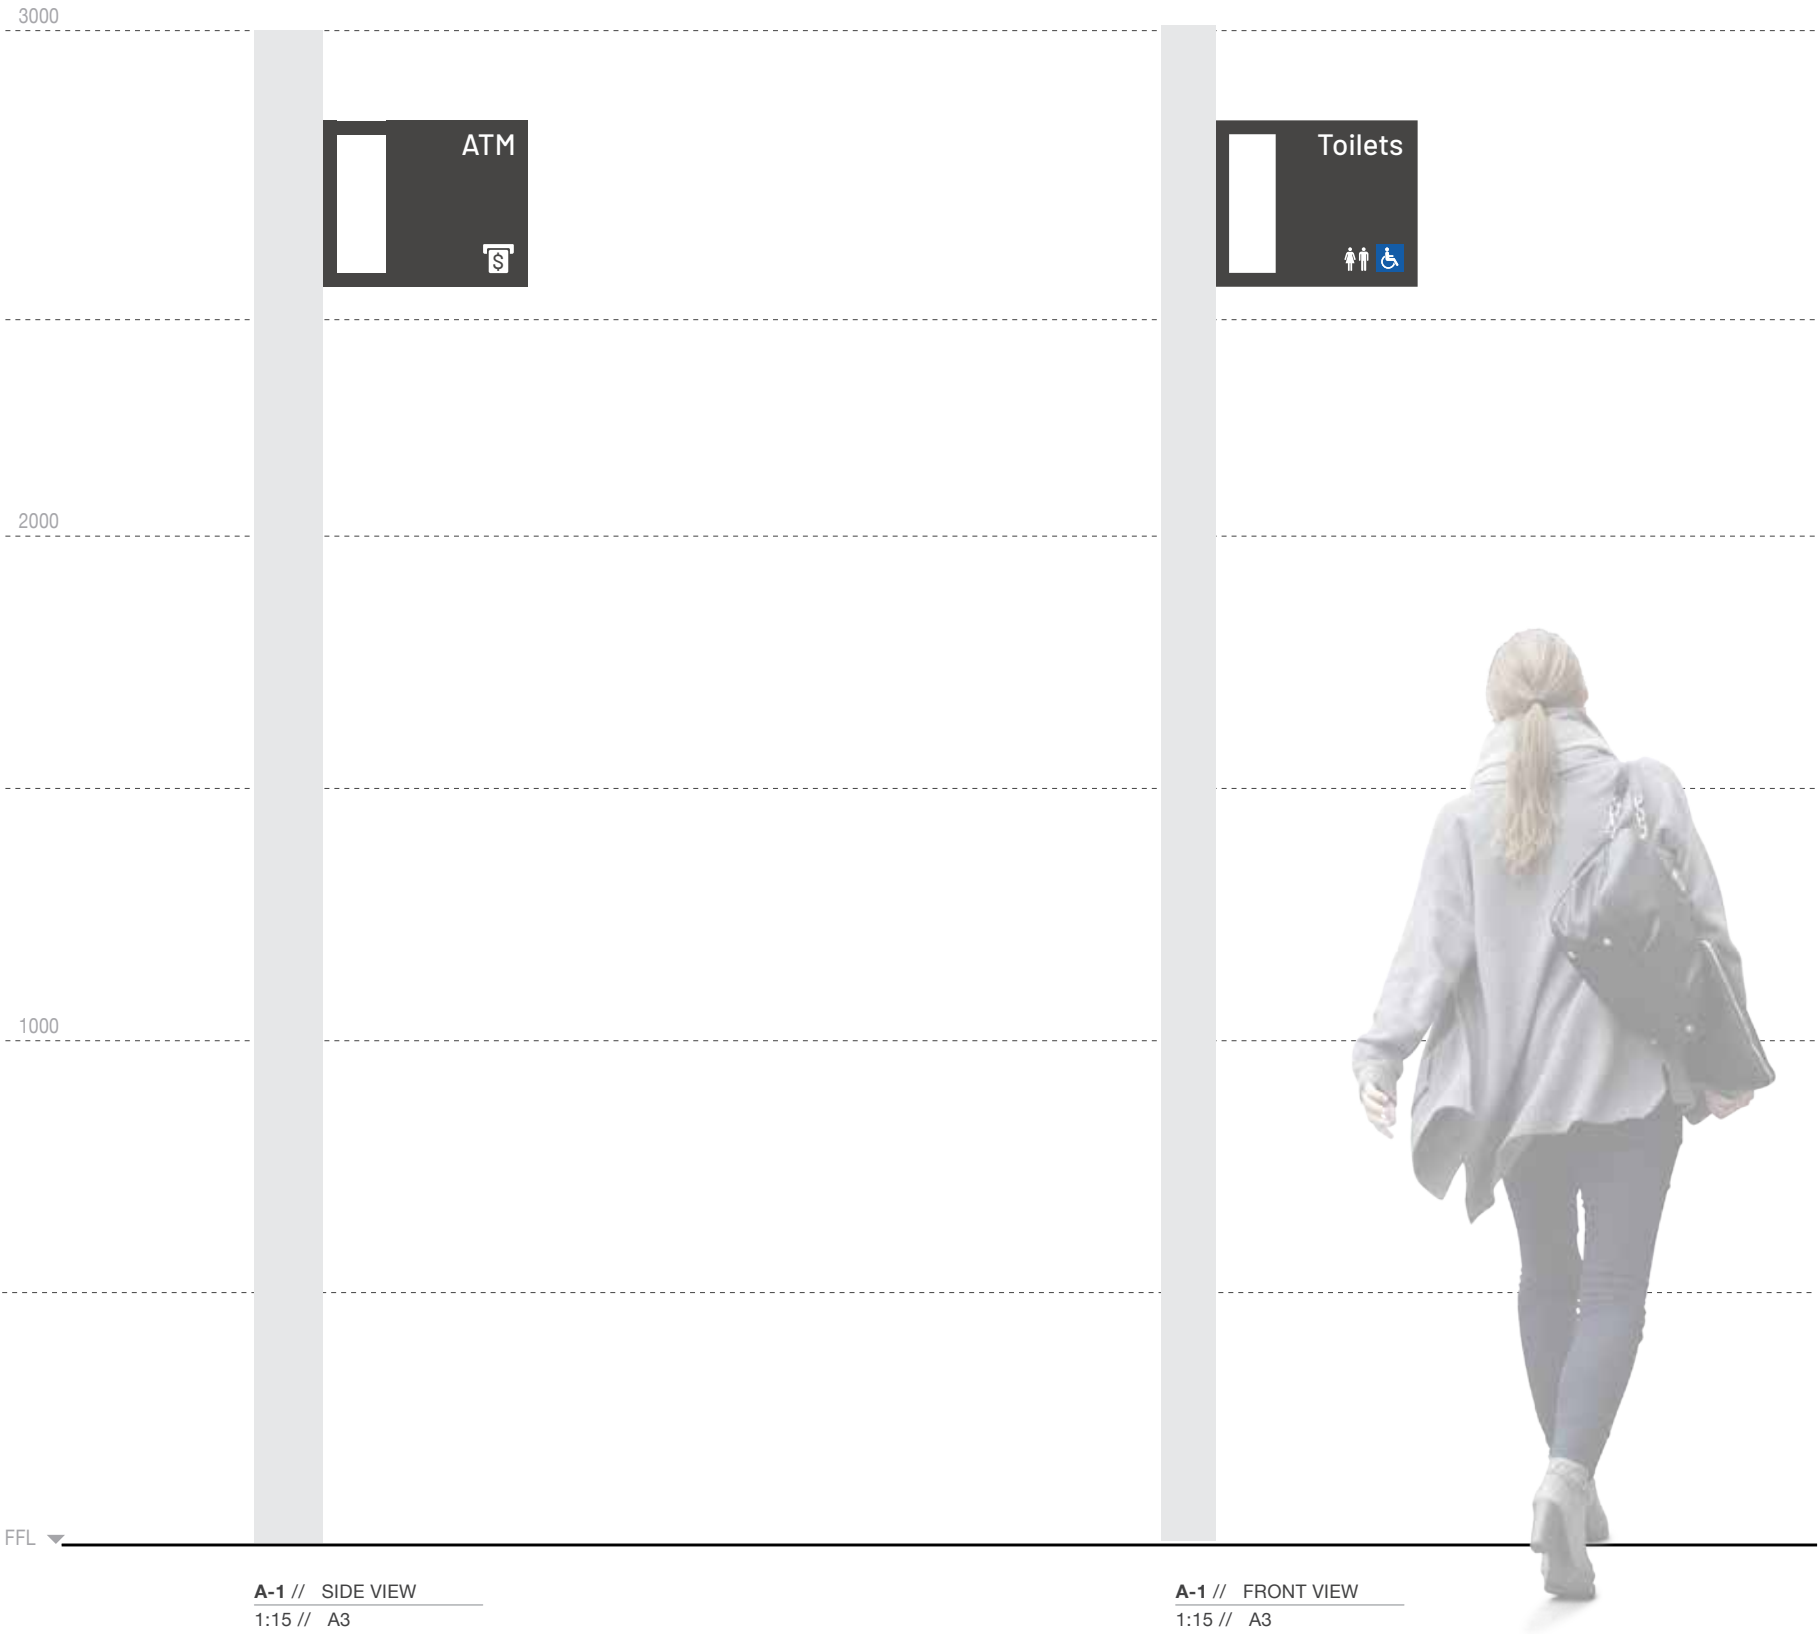 3000
ATM
$
Toilets
2000
1000
FFL
A-1 // SIDE VIEW
1:15 // A3
A-1 // FRONT VIEW
1:15 // A3